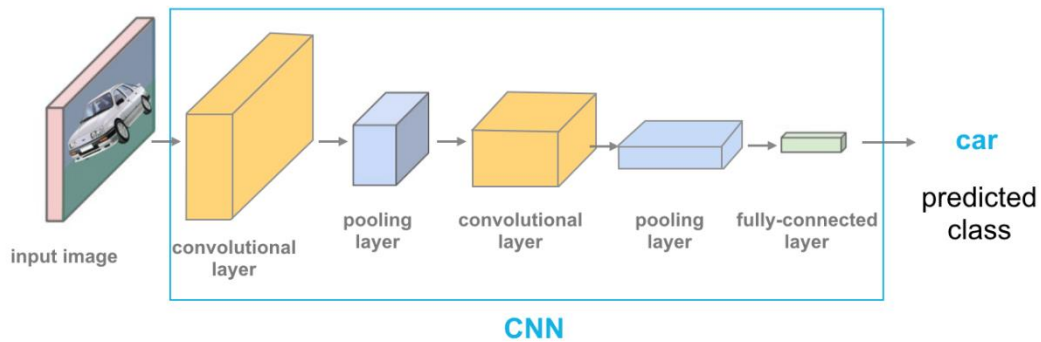 input image
convolutional
layer
pooling
layer
convolutional
layer
pooling
layer
fully-connected
layer
car
predicted
class
CNN